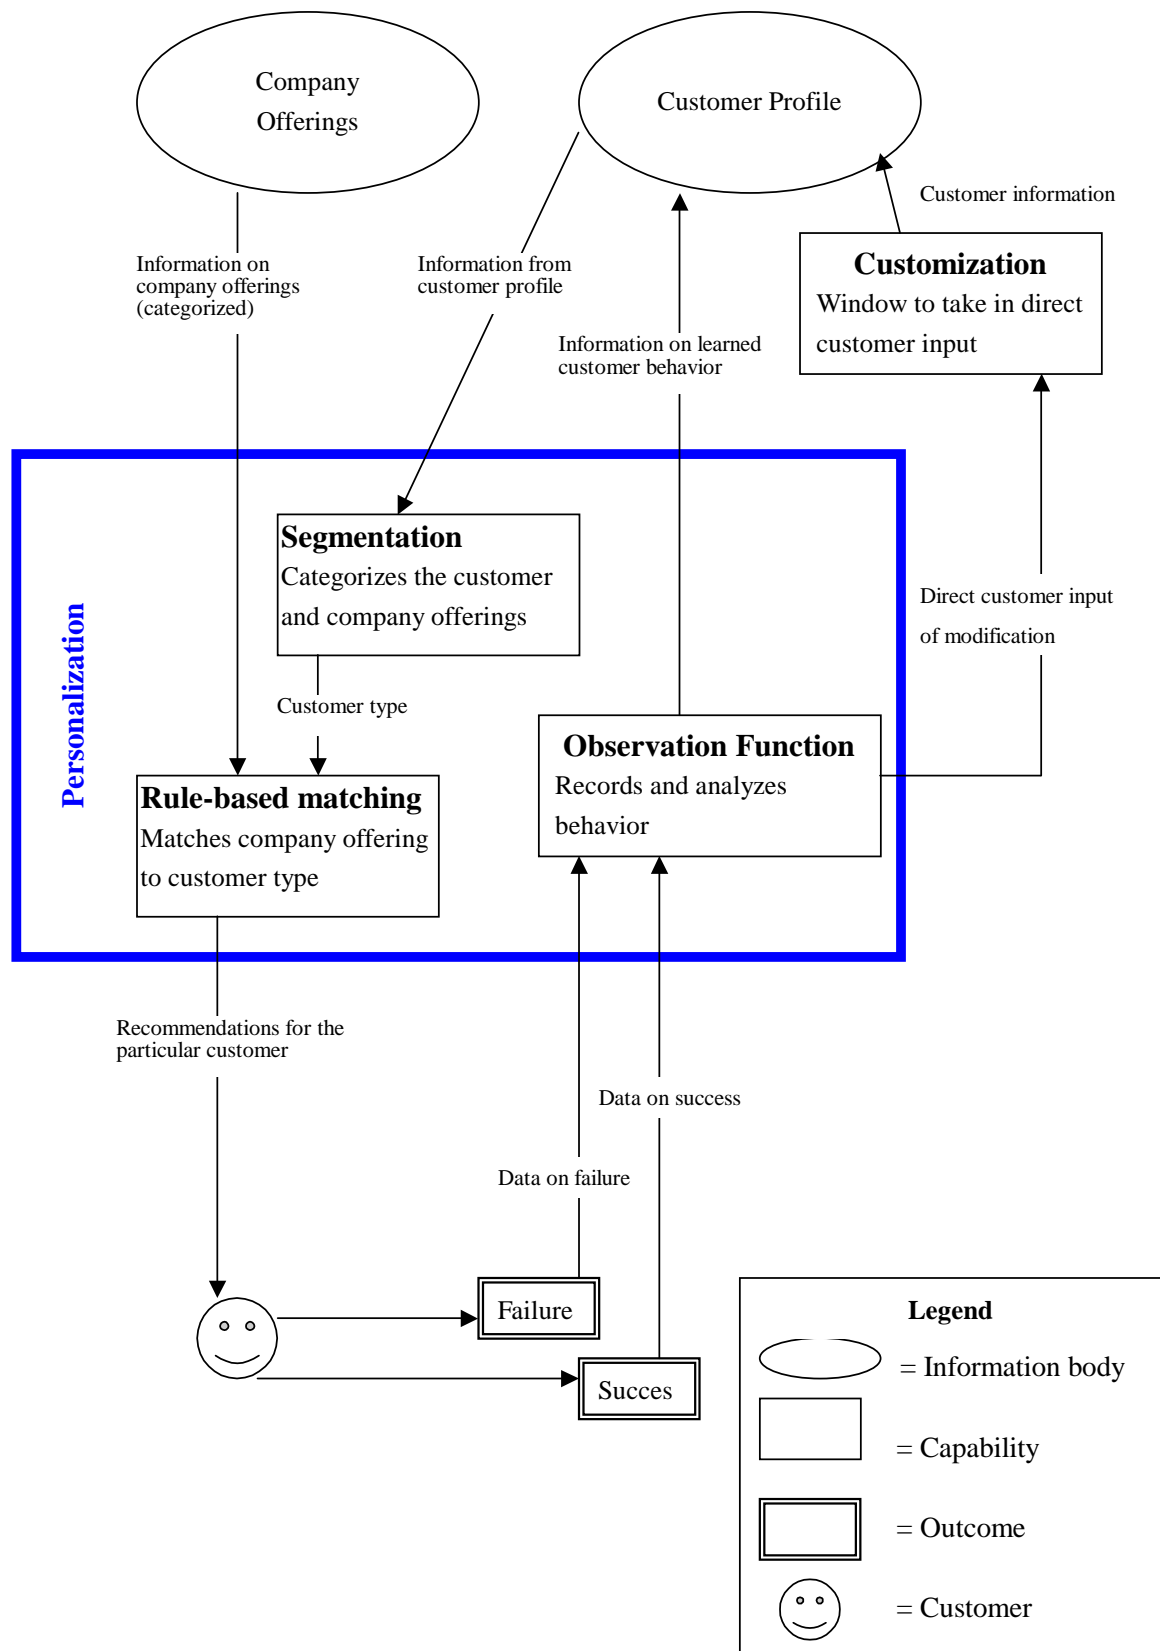 Company
Offerings
Customer Profile
Customer information
Information on
company offerings
(categorized)
Information from
customer profile
Customization
Window to take in direct
customer input
Information on learned
customer behavior
Segmentation
Categorizes the customer
and company offerings
Direct customer input
of modification
Personalization
Customer type
Observation Function
Records and analyzes
behavior
Rule-based matching
Matches company offering
to customer type
Recommendations for the
particular customer
Data on success
Data on failure
Failure
Succes
Legend
= Information body
= Capability
= Outcome
= Customer